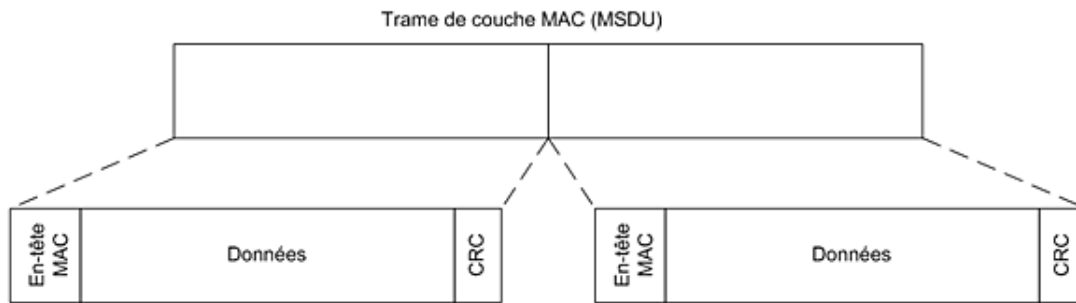 Trame de couche MAC (MSDU)
En-tête
MAC
Données
CRC
En-tête
MAC
Données
CRC